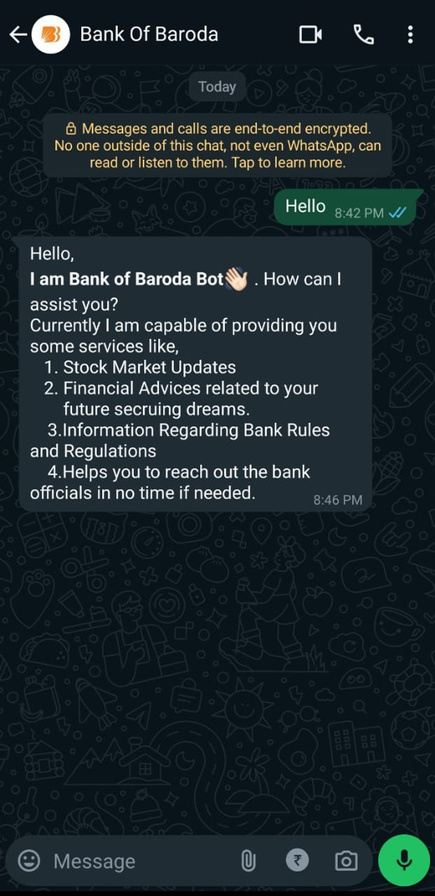 Bank Of Baroda
Today
Messages and calls are end-to-end encrypted.
No one outside of this chat, not even WhatsApp, can
read or listen to them. Tap to learn more.
Hello 8:42 PM
Hello,
I am Bank of Baroda Bot👋🏻 . How can I
assist you?
Currently I am capable of providing you
some services like,
1. Stock Market Updates
2. Financial Advices related to your
future secruing dreams.
3.Information Regarding Bank Rules
and Regulations
4.Helps you to reach out the bank
officials in no time if needed. 8:46 PM
Message ₹